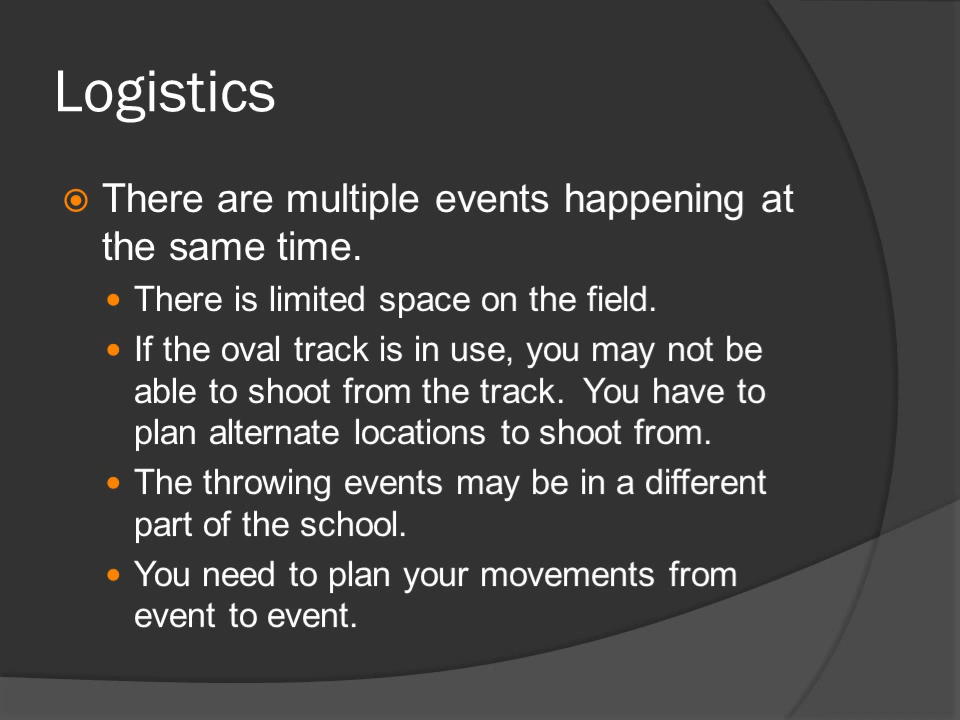 Logistics
There are multiple events happening at
the same time.
There is limited space on the field.
If the oval track is in use, you may not be
able to shoot from the track.  You have to
plan alternate locations to shoot from.
The throwing events may be in a different
part of the school.
You need to plan your movements from
event to event.